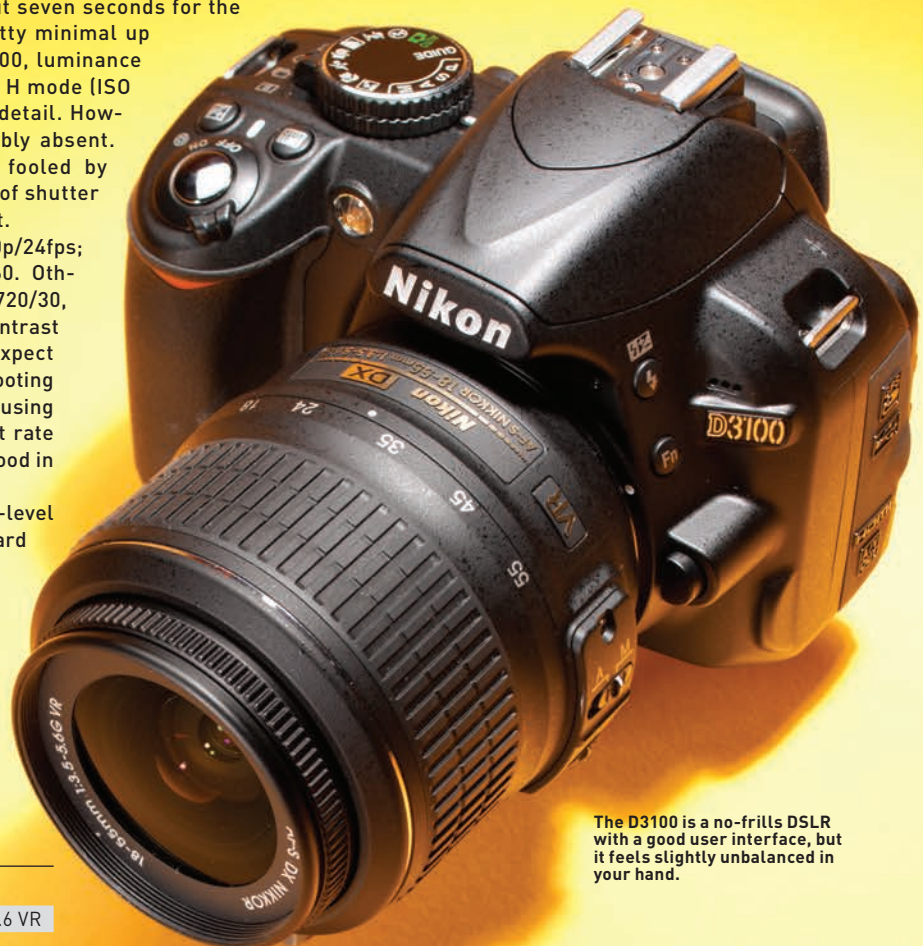 ut seven seconds for the
tty minimal up
00, luminance
H mode (ISO
detail. How-
bly absent.
fooled by
of shutter
t.
0p/24fps;
60. Oth-
720/30,
ntrast
xpect
ooting
using
t rate
ood in
-level
ard
GUIDE
M A S P
OFF ON
Nikon
D3100
Fn
DX
Nikon
AF-S NIKKOR 18-55mm
VR
18 24 35 45 55
A M
18-55mm 1:3.5-5.6G VR
AF-S DX NIKKOR
The D3100 is a no-frills DSLR
with a good user interface, but
it feels slightly unbalanced in
your hand.
.6 VR